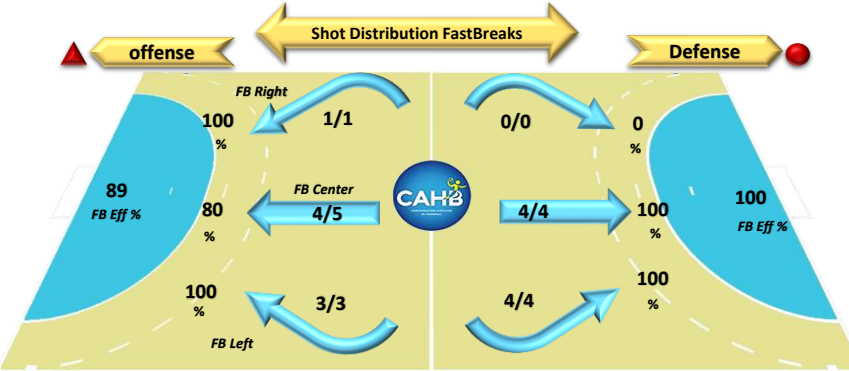 Shot Distribution FastBreaks
offense
Defense
FB Right
100
%
1/1
0/0
0
%
89
FB Eff %
FB Center
80
%
4/5
CAHB
4/4
100
%
100
FB Eff %
100
%
3/3
4/4
100
%
FB Left